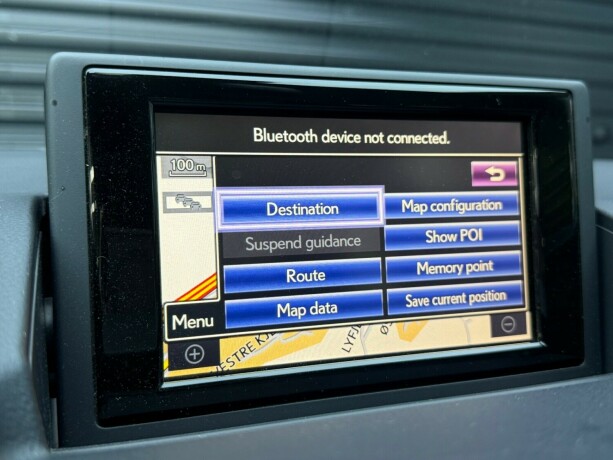 Bluetooth device not connected.
100 m
Destination
Map configuration
Suspend guidance
Show POI
Route
Memory point
Map data
Save current position
Menu